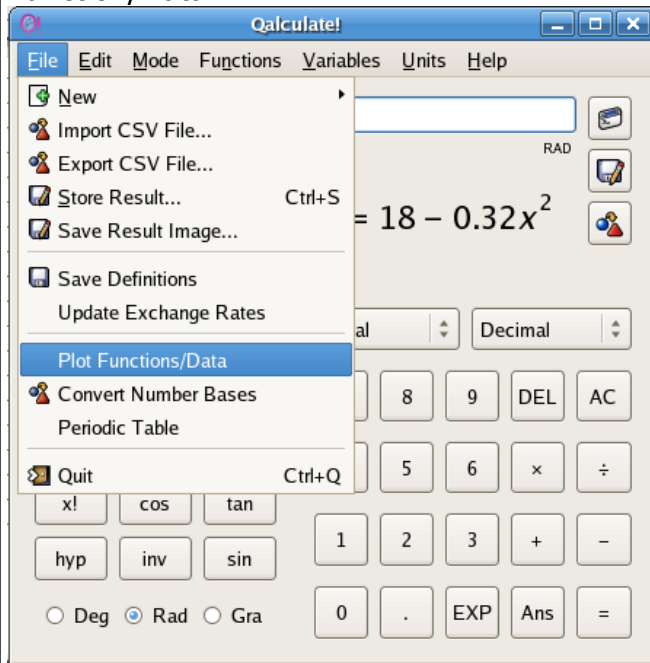 Qalculate!
File Edit Mode Functions Variables Units Help
New
Import CSV File...
Export CSV File...
Store Result... Ctrl+S
Save Result Image...
Save Definitions
Update Exchange Rates
Plot Functions/Data
Convert Number Bases
Periodic Table
Quit Ctrl+Q
RAD
= 18 − 0.32x²
al Decimal
8 9 DEL AC
5 6 × ÷
x! cos tan
1 2 3 + −
hyp inv sin
Deg Rad Gra
0 . EXP Ans =